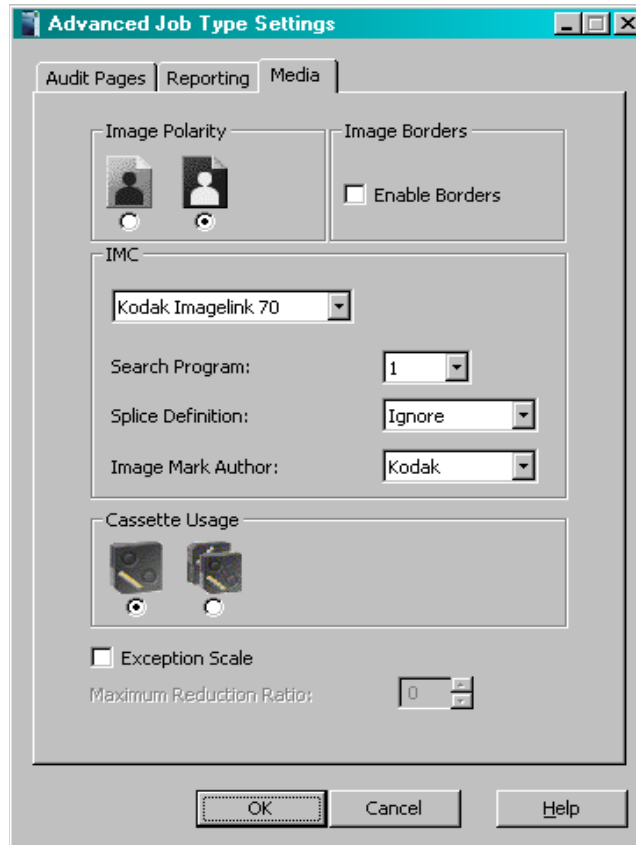 Advanced Job Type Settings
Audit Pages Reporting Media
Image Polarity Image Borders
Enable Borders
IMC
Kodak Imagelink 70
Search Program: 1
Splice Definition: Ignore
Image Mark Author: Kodak
Cassette Usage
Exception Scale
Maximum Reduction Ratio: 0
OK Cancel Help